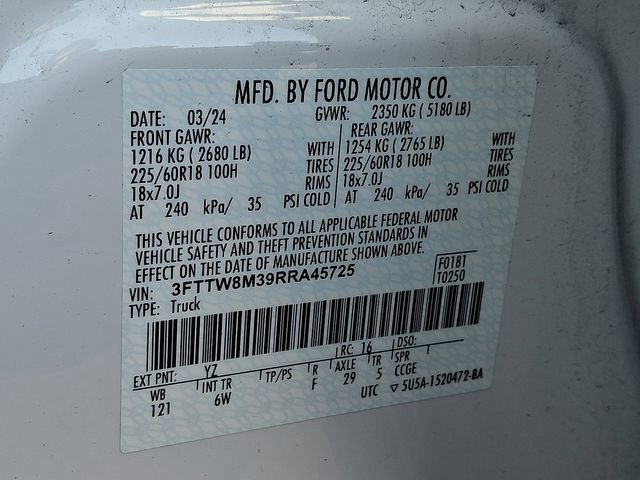 MFD. BY FORD MOTOR CO.
DATE: 03/24 GVWR: 2350 KG ( 5180 LB)
FRONT GAWR: REAR GAWR:
1216 KG ( 2680 LB) WITH 1254 KG ( 2765 LB) WITH
225/60R18 100H TIRES 225/60R18 100H TIRES
18x7.0J RIMS 18x7.0J RIMS
AT 240 kPa/ 35 PSI COLD AT 240 kPa/ 35 PSI COLD
THIS VEHICLE CONFORMS TO ALL APPLICABLE FEDERAL MOTOR
VEHICLE SAFETY AND THEFT PREVENTION STANDARDS IN
EFFECT ON THE DATE OF MANUFACTURE SHOWN ABOVE.
VIN: 3FTTW8M39RRA45725 F0181
TYPE: Truck T0250
EXT PNT: YZ RC: 16 DSO:
WB INT TR TP/PS R AXLE TR SPR
121 6W F 29 5 CCGE
UTC ▽ 5U5A-1520472-BA